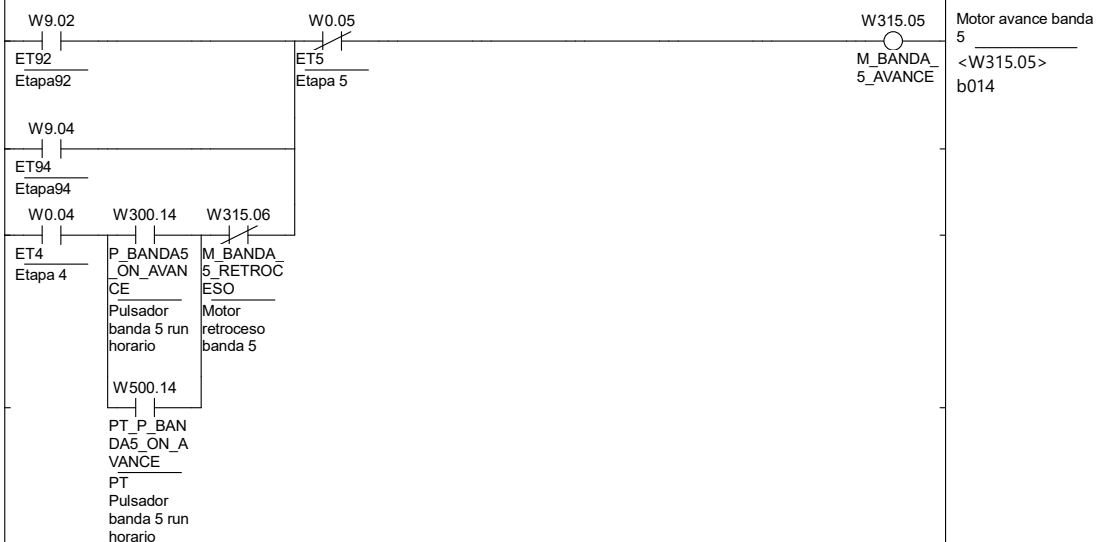 W9.02
ET92
Etapa92
W0.05
ET5
Etapa 5
W315.05
M_BANDA_
5_AVANCE
Motor avance banda
5
<W315.05>
b014
W9.04
ET94
Etapa94
W0.04
ET4
Etapa 4
W300.14
P_BANDA5
_ON_AVAN
CE
Pulsador
banda 5 run
horario
W315.06
M_BANDA_
5_RETROC
ESO
Motor
retroceso
banda 5
W500.14
PT_P_BAN
DA5_ON_A
VANCE
PT
Pulsador
banda 5 run
horario